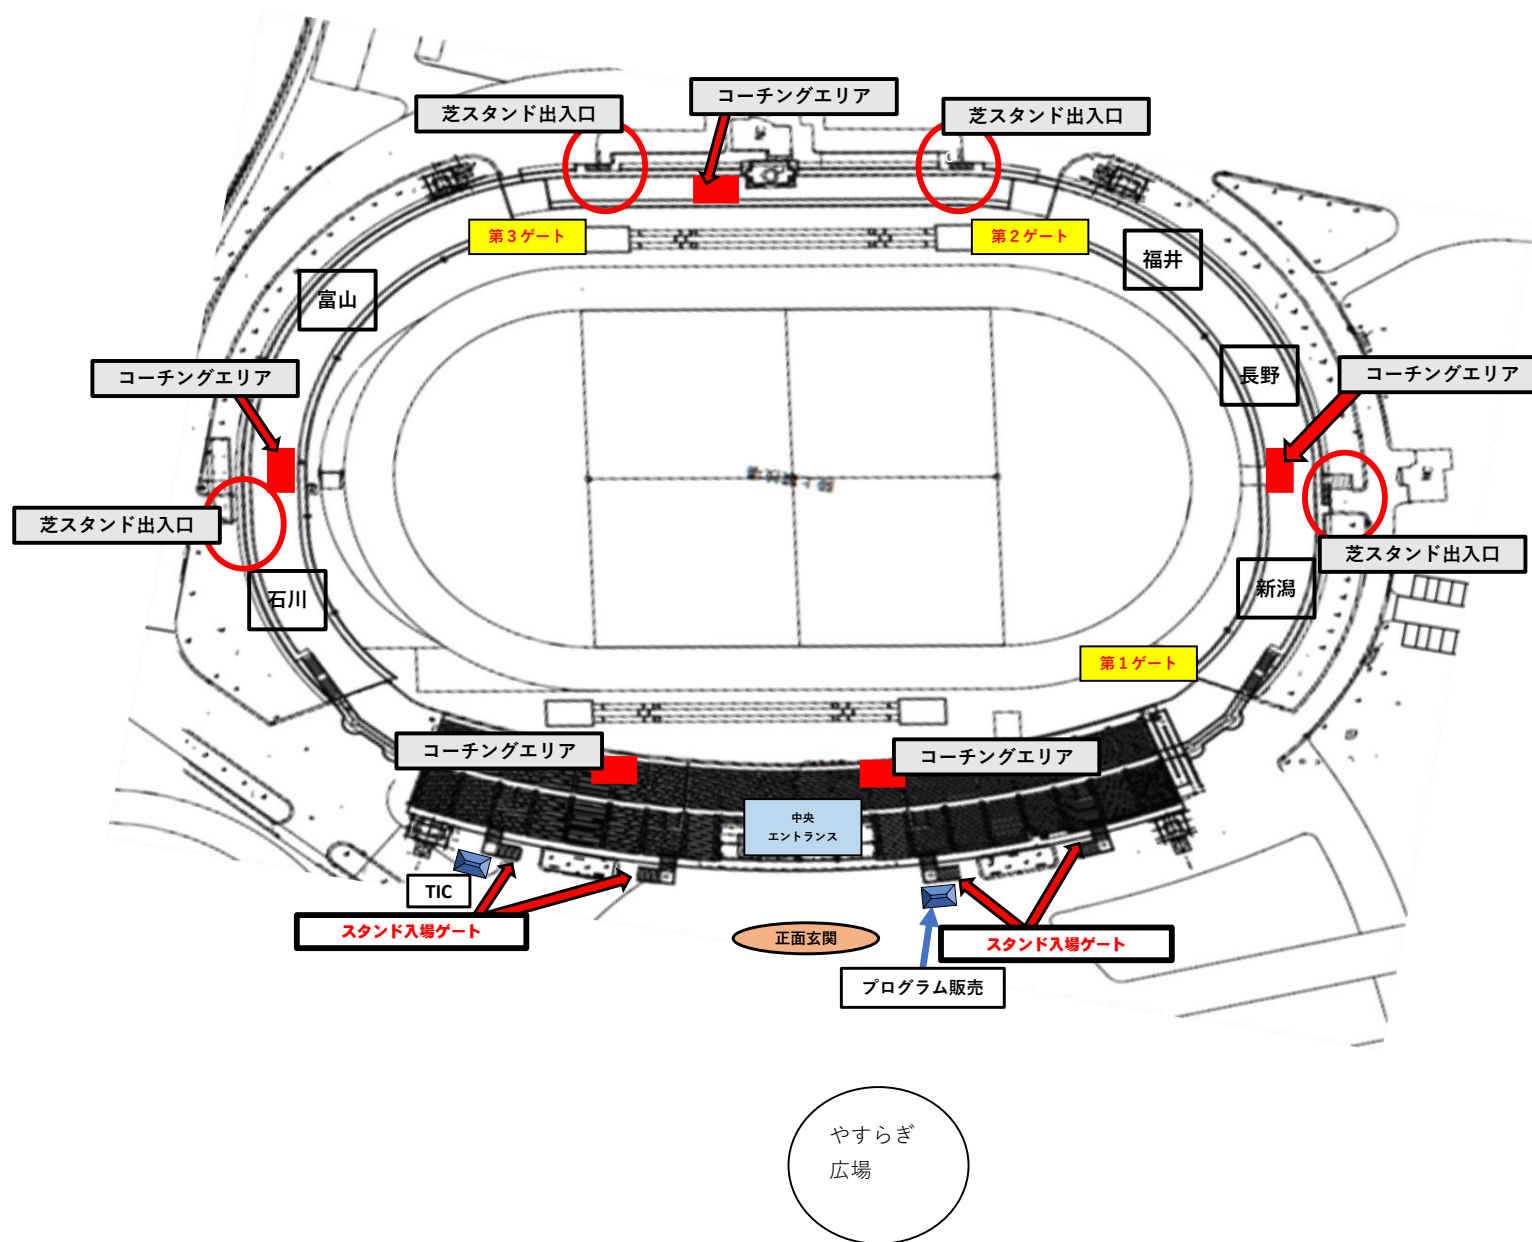 コーチングエリア
芝スタンド出入口
芝スタンド出入口
第３ゲート
第２ゲート
福井
富山
長野
コーチングエリア
コーチングエリア
芝スタンド出入口
芝スタンド出入口
石川
新潟
第１ゲート
コーチングエリア
コーチングエリア
中央
エントランス
TIC
スタンド入場ゲート
正面玄関
スタンド入場ゲート
プログラム販売
やすらぎ
広場